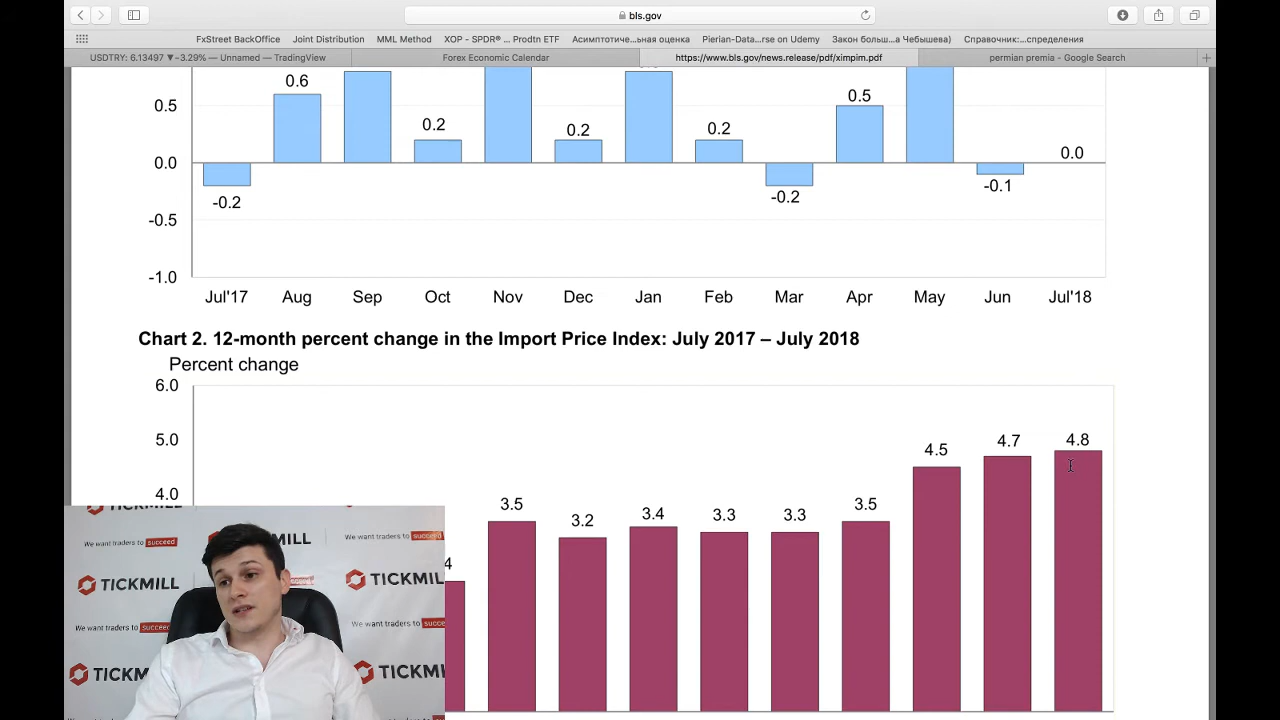 bls.gov
FxStreet BackOffice Joint Distribution MML Method XOP - SPDR® ... Prodtn ETF Асимптотиче...ьная оценка Pierian-Data...rse on Udemy Закон больш...а Чебышева) Справочник:...спределения
USDTRY: 6.13497 ▼−3.29% — Unnamed — TradingView Forex Economic Calendar https://www.bls.gov/news.release/pdf/ximpim.pdf permian premia - Google Search
0.6
0.5
0.5
0.2
0.2
0.2
0.0
0.0
-0.2
-0.2
-0.1
-0.5
-1.0
Jul'17 Aug Sep Oct Nov Dec Jan Feb Mar Apr May Jun Jul'18
Chart 2. 12-month percent change in the Import Price Index: July 2017 – July 2018
Percent change
6.0
5.0
4.0
4
3.5
3.2
3.4
3.3
3.3
3.5
4.5
4.7
4.8
TICKMILL
We want traders to succeed
We want traders to succeed
TICKMILL
TICKMILL
We want traders to succeed
We want traders to succe
TICKM
TICKMI